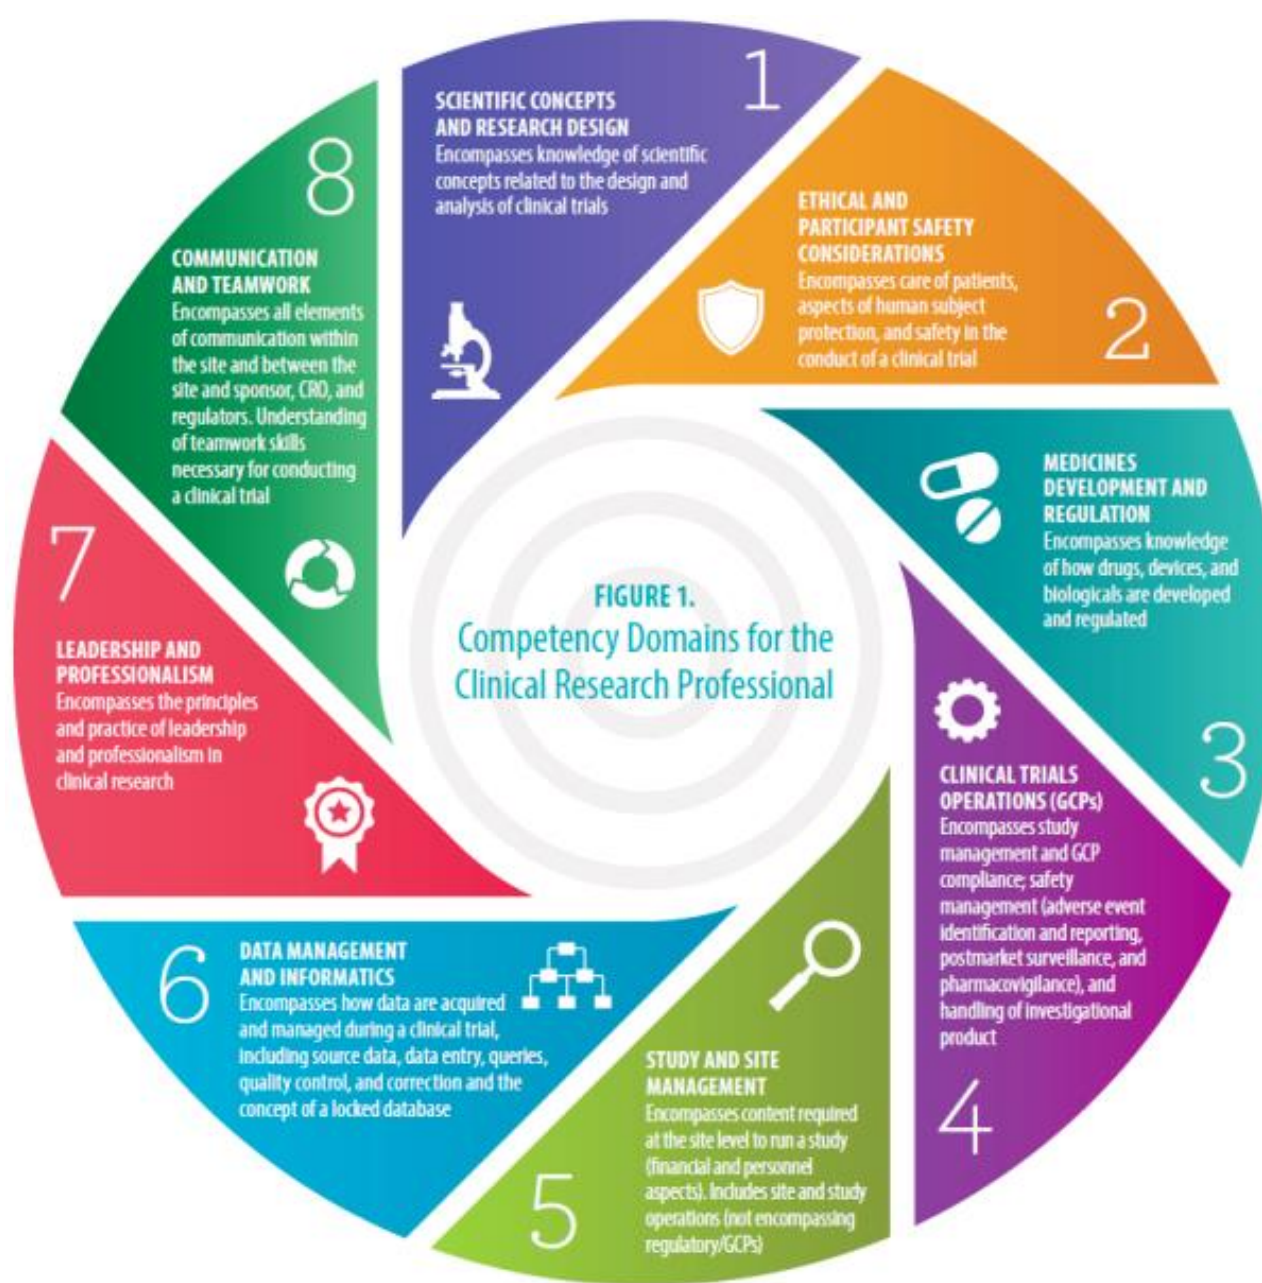 1
SCIENTIFIC CONCEPTS
AND RESEARCH DESIGN
Encompasses knowledge of scientific
concepts related to the design and
analysis of clinical trials
2
ETHICAL AND
PARTICIPANT SAFETY
CONSIDERATIONS
Encompasses care of patients,
aspects of human subject
protection, and safety in the
conduct of a clinical trial
3
MEDICINES
DEVELOPMENT AND
REGULATION
Encompasses knowledge
of how drugs, devices, and
biologicals are developed
and regulated
4
CLINICAL TRIALS
OPERATIONS (GCPs)
Encompasses study
management and GCP
compliance; safety
management (adverse event
identification and reporting,
postmarket surveillance, and
pharmacovigilance), and
handling of investigational
product
5
STUDY AND SITE
MANAGEMENT
Encompasses content required
at the site level to run a study
(financial and personnel
aspects). Includes site and study
operations (not encompassing
regulatory/GCPs)
6
DATA MANAGEMENT
AND INFORMATICS
Encompasses how data are acquired
and managed during a clinical trial,
including source data, data entry, queries,
quality control, and correction and the
concept of a locked database
7
LEADERSHIP AND
PROFESSIONALISM
Encompasses the principles
and practice of leadership
and professionalism in
clinical research
8
COMMUNICATION
AND TEAMWORK
Encompasses all elements
of communication within
the site and between the
site and sponsor, CRO, and
regulators. Understanding
of teamwork skills
necessary for conducting
a clinical trial
FIGURE 1.
Competency Domains for the
Clinical Research Professional